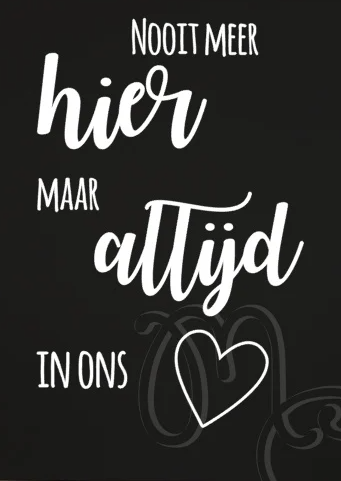 NOOIT MEER
hier
MAAR
altijd
IN ONS